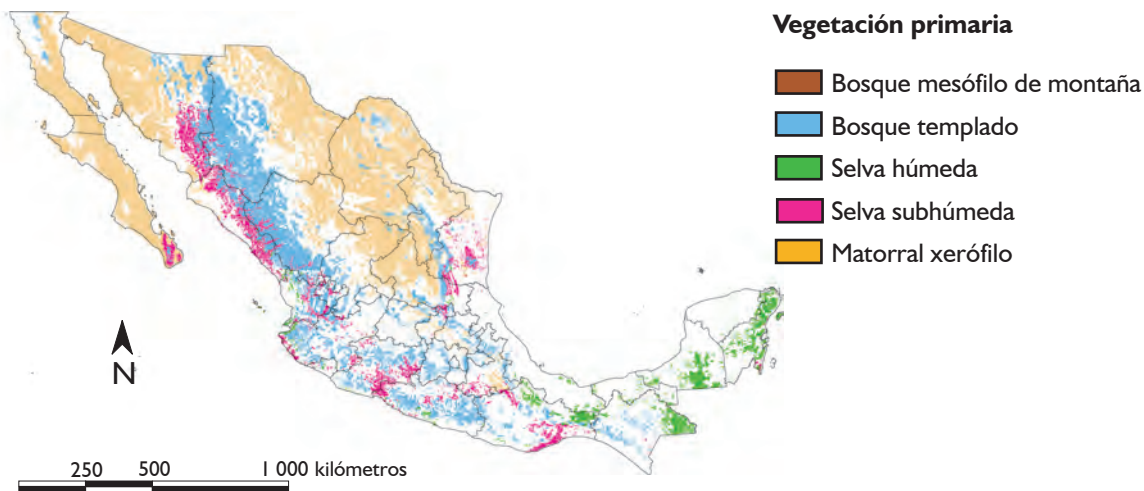 Vegetación primaria
Bosque mesófilo de montaña
Bosque templado
Selva húmeda
Selva subhúmeda
Matorral xerófilo
N
250 500 1 000 kilómetros